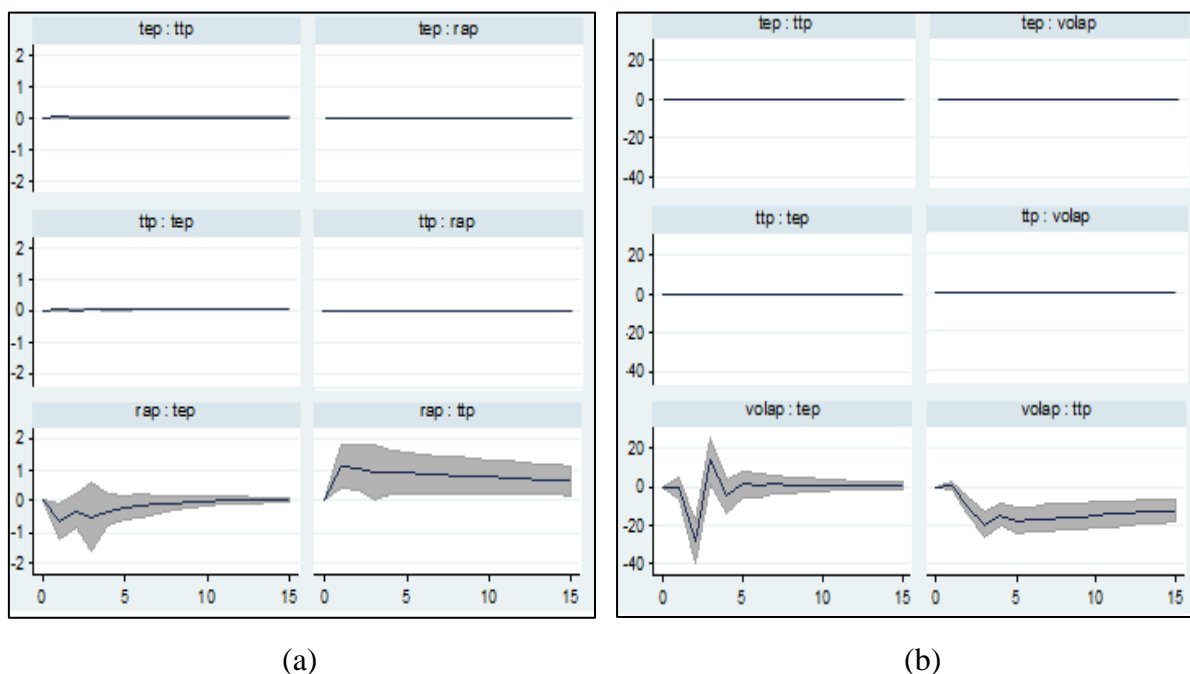 tep : ttp
tep : rap
2
1
0
-1
-2
ttp : tep
ttp : rap
2
1
0
-1
-2
rap : tep
rap : ttp
2
1
0
-1
-2
0 5 10 15
0 5 10 15
(a)
tep : ttp
tep : volap
20
0
-20
-40
ttp : tep
ttp : volap
20
0
-20
-40
volap : tep
volap : ttp
20
0
-20
-40
0 5 10 15
0 5 10 15
(b)